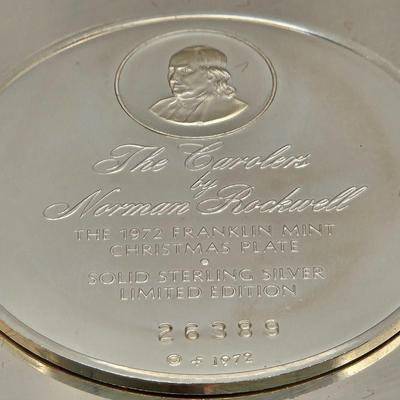 The Carolers
by
Norman Rockwell
THE 1972 FRANKLIN MINT
CHRISTMAS PLATE
•
SOLID STERLING SILVER
LIMITED EDITION
26389
© F 1972